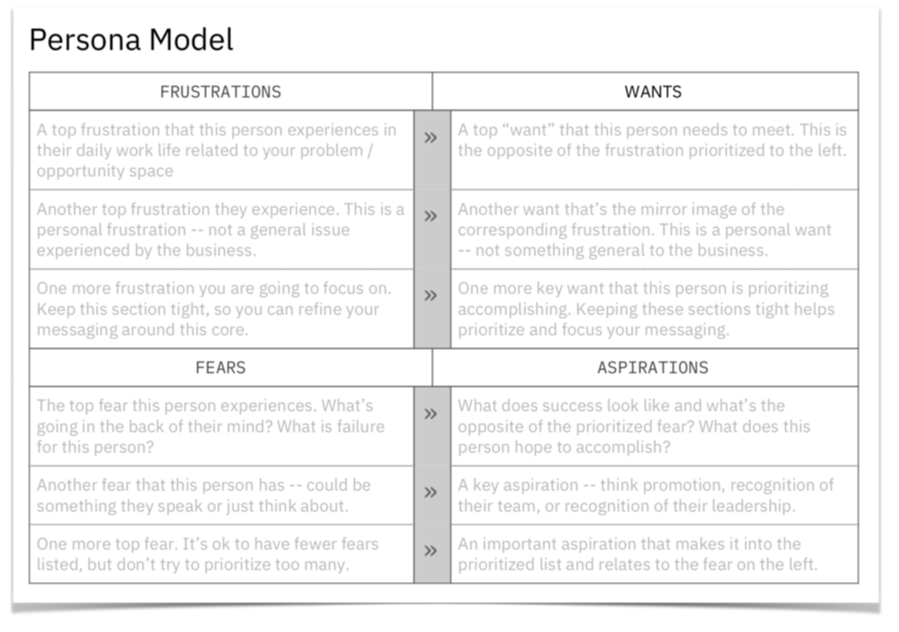 Persona Model
FRUSTRATIONS
WANTS
A top frustration that this person experiences in
their daily work life related to your problem /
opportunity space
»
A top “want” that this person needs to meet. This is
the opposite of the frustration prioritized to the left.
Another top frustration they experience. This is a
personal frustration -- not a general issue
experienced by the business.
»
Another want that’s the mirror image of the
corresponding frustration. This is a personal want
-- not something general to the business.
One more frustration you are going to focus on.
Keep this section tight, so you can refine your
messaging around this core.
»
One more key want that this person is prioritizing
accomplishing. Keeping these sections tight helps
prioritize and focus your messaging.
FEARS
ASPIRATIONS
The top fear this person experiences. What’s
going in the back of their mind? What is failure
for this person?
»
What does success look like and what’s the
opposite of the prioritized fear? What does this
person hope to accomplish?
Another fear that this person has -- could be
something they speak or just think about.
»
A key aspiration -- think promotion, recognition of
their team, or recognition of their leadership.
One more top fear. It’s ok to have fewer fears
listed, but don’t try to prioritize too many.
»
An important aspiration that makes it into the
prioritized list and relates to the fear on the left.